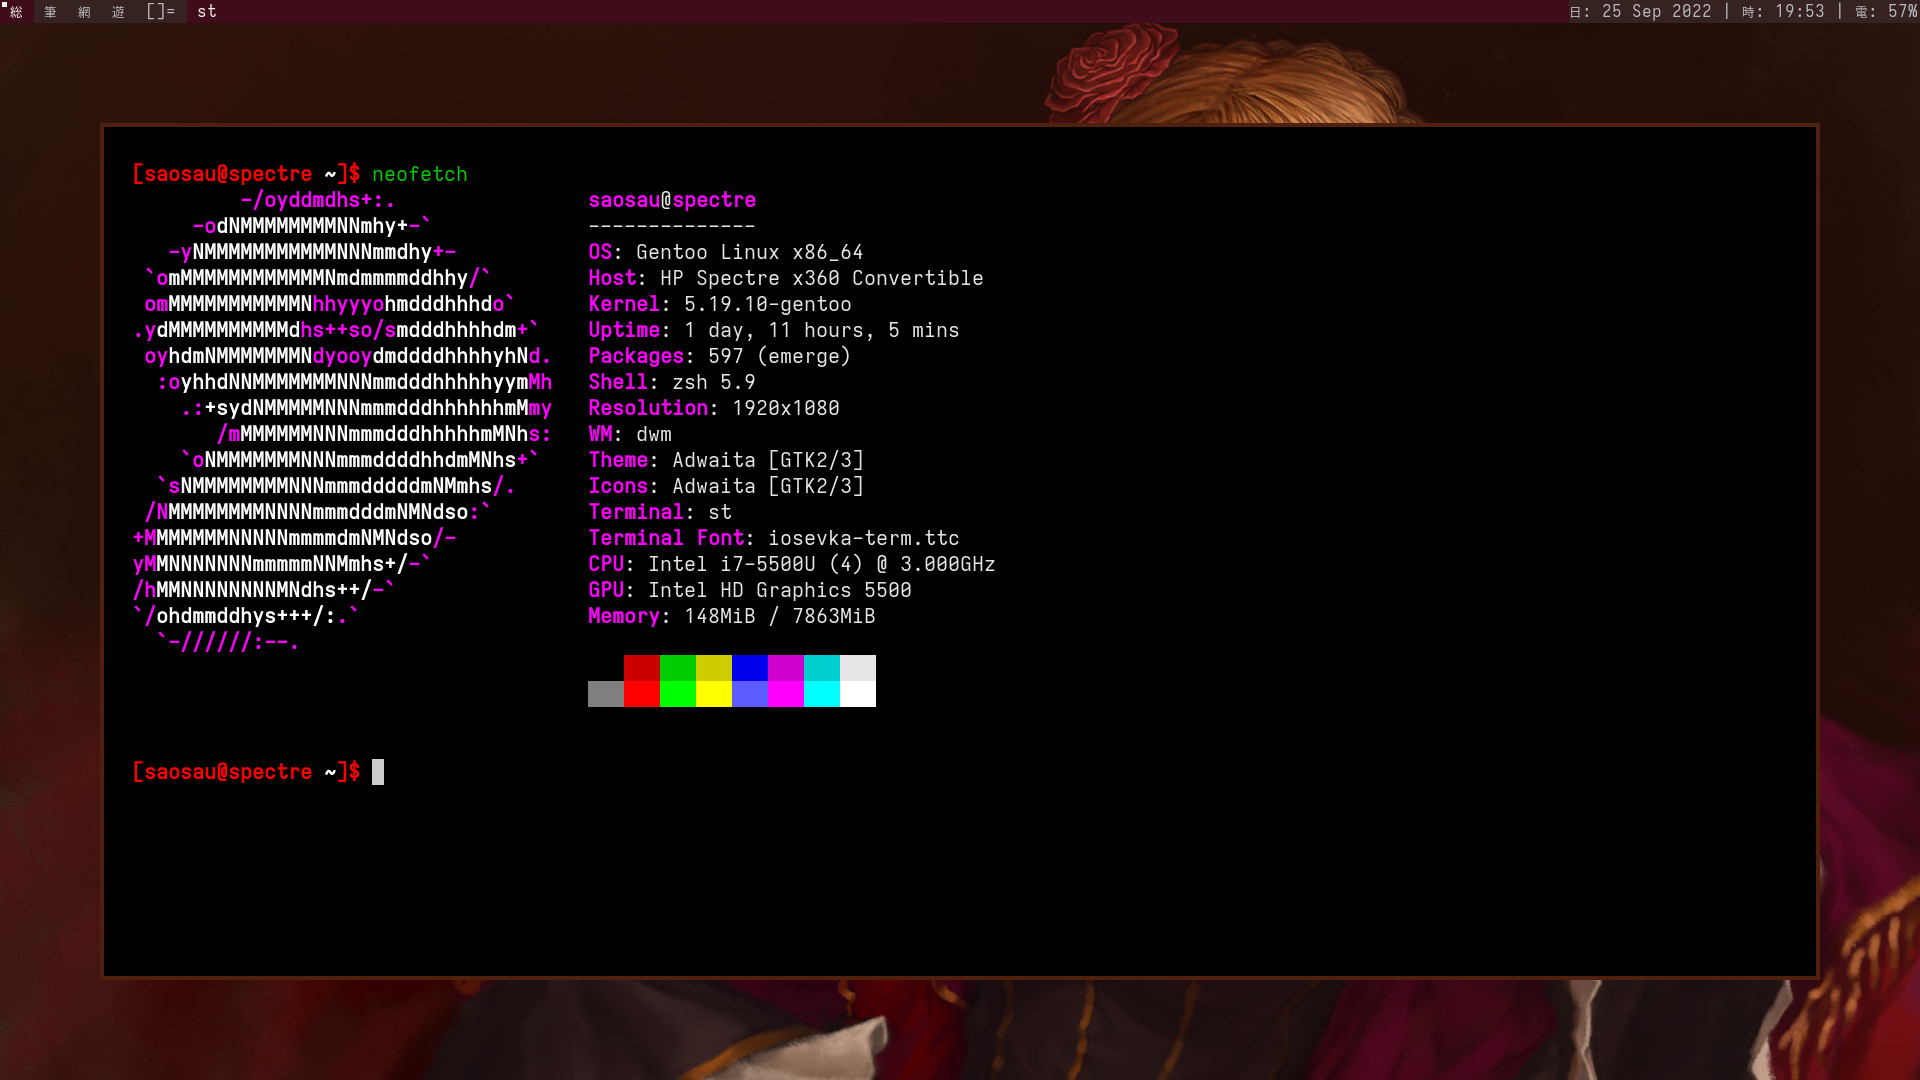 総 筆 網 遊 []= st 日: 25 Sep 2022 | 時: 19:53 | 電: 57%
[saosau@spectre ~]$ neofetch
-/oyddmdhs+:. saosau@spectre
-odNMMMMMMMMNNmhy+-` --------------
-yNMMMMMMMMMMMNNNmmdhy+- OS: Gentoo Linux x86_64
`omMMMMMMMMMMMMNmdmmmmddhhy/` Host: HP Spectre x360 Convertible
omMMMMMMMMMMMNhhyyyohmdddhhhdo` Kernel: 5.19.10-gentoo
.ydMMMMMMMMMMdhs++so/smdddhhhhdm+` Uptime: 1 day, 11 hours, 5 mins
oyhdmNMMMMMMMNdyooydmddddhhhhyhNd. Packages: 597 (emerge)
:oyhhdNNMMMMMMMNNNmmdddhhhhhyymMh Shell: zsh 5.9
.:+sydNMMMMMNNNmmmdddhhhhhhmMmy Resolution: 1920x1080
/mMMMMMMNNNmmmdddhhhhhmMNhs: WM: dwm
`oNMMMMMMMNNNmmmddddhhdmMNhs+` Theme: Adwaita [GTK2/3]
`sNMMMMMMMMNNNmmmdddddmNMmhs/. Icons: Adwaita [GTK2/3]
/NMMMMMMMMNNNNmmmdddmNMNdso:` Terminal: st
+MMMMMMMNNNNNmmmmdmNMNdso/- Terminal Font: iosevka-term.ttc
yMMNNNNNNNmmmmmNNMmhs+/-` CPU: Intel i7-5500U (4) @ 3.000GHz
/hMMNNNNNNNNMNdhs++/-` GPU: Intel HD Graphics 5500
`/ohdmmddhys+++/:.` Memory: 148MiB / 7863MiB
`-//////:--.
[saosau@spectre ~]$